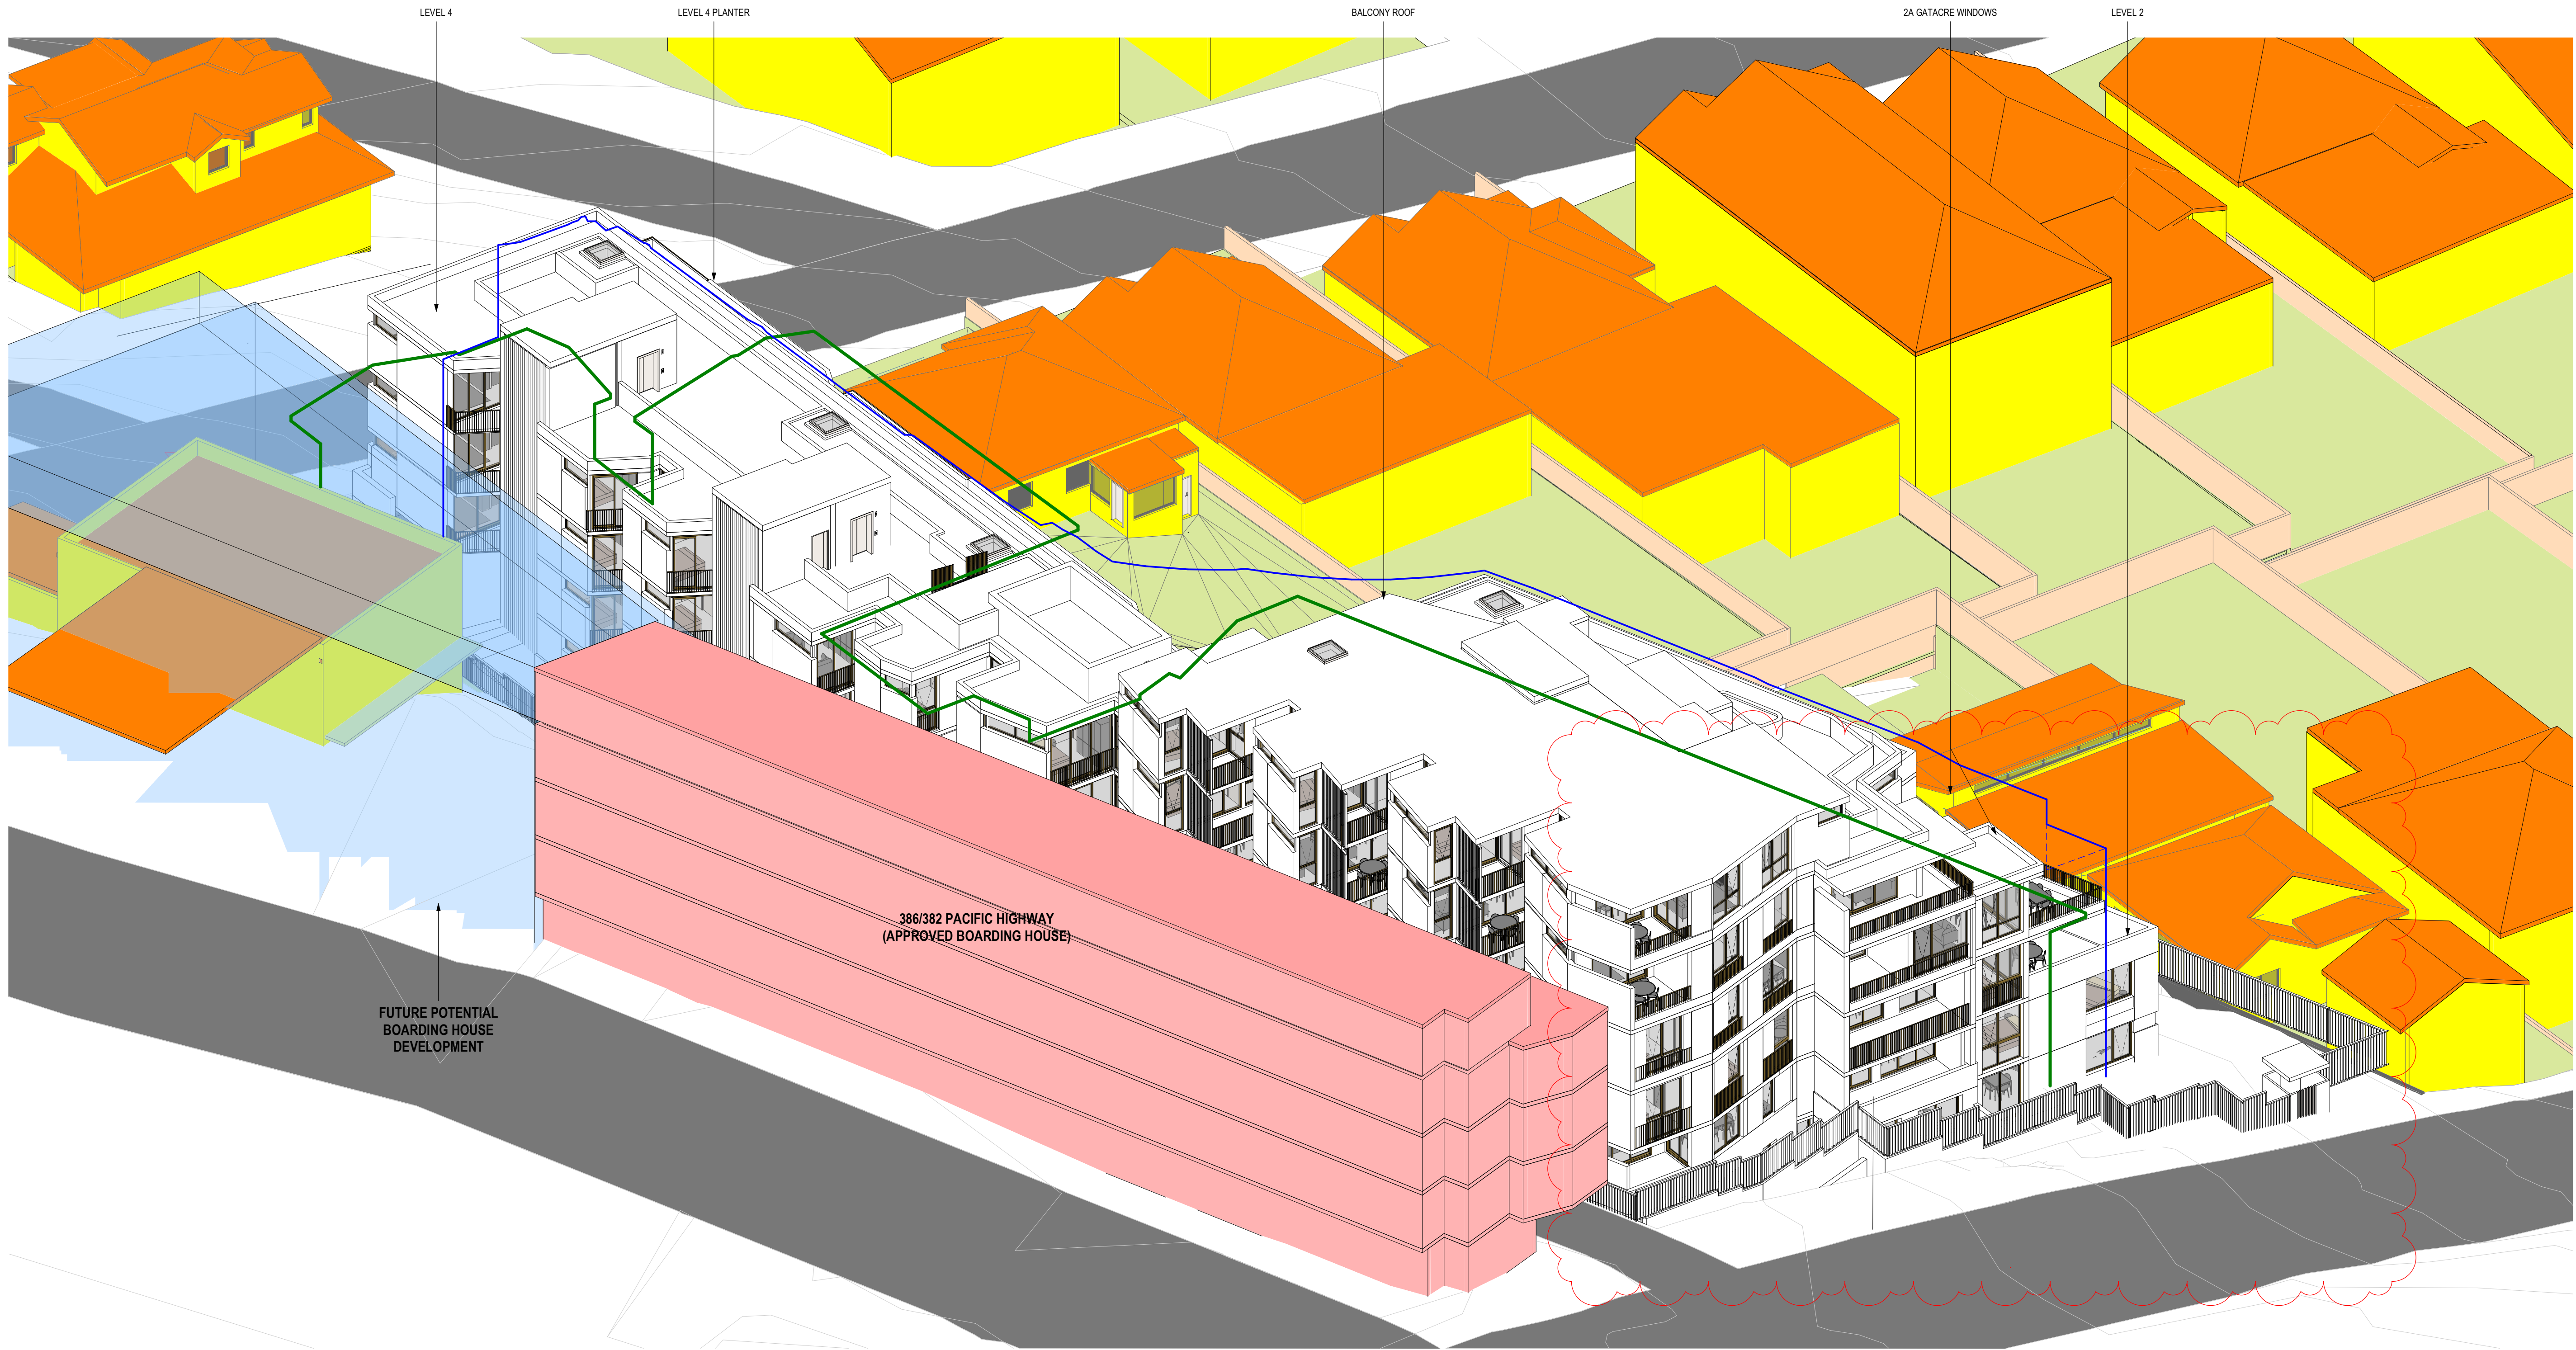 LEVEL 4
LEVEL 4 PLANTER
BALCONY ROOF
2A GATACRE WINDOWS
LEVEL 2
386/382 PACIFIC HIGHWAY
(APPROVED BOARDING HOUSE)
FUTURE POTENTIAL
BOARDING HOUSE
DEVELOPMENT